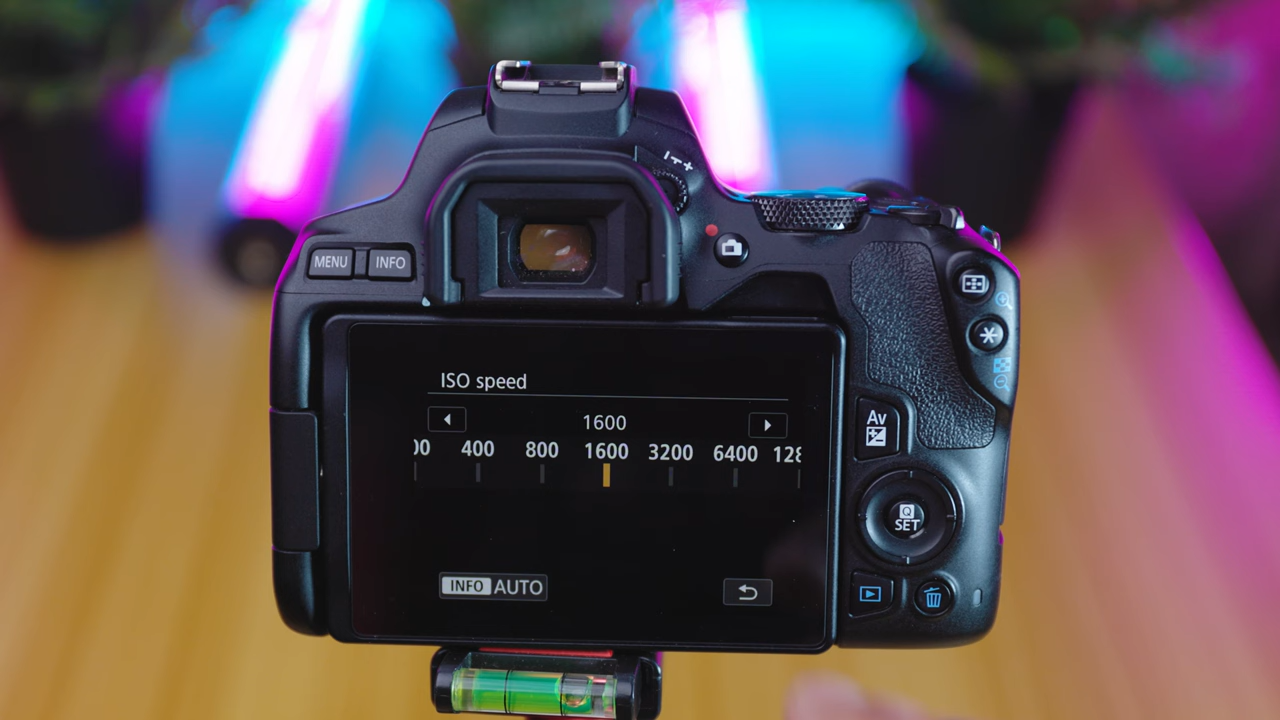 MENU INFO
ISO speed
1600
400 800 1600 3200 6400
INFO AUTO
Av
Q
SET